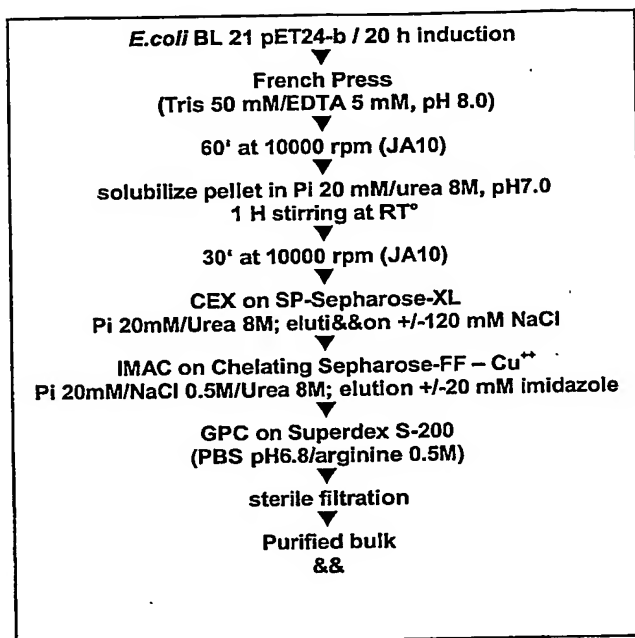 E.coli BL 21 pET24-b / 20 h induction
French Press
(Tris 50 mM/EDTA 5 mM, pH 8.0)
60' at 10000 rpm (JA10)
solubilize pellet in Pi 20 mM/urea 8M, pH7.0
1 H stirring at RT°
30' at 10000 rpm (JA10)
CEX on SP-Sepharose-XL
Pi 20mM/Urea 8M; eluti&&on +/-120 mM NaCl
IMAC on Chelating Sepharose-FF – Cu++
Pi 20mM/NaCl 0.5M/Urea 8M; elution +/-20 mM imidazole
GPC on Superdex S-200
(PBS pH6.8/arginine 0.5M)
sterile filtration
Purified bulk
&&